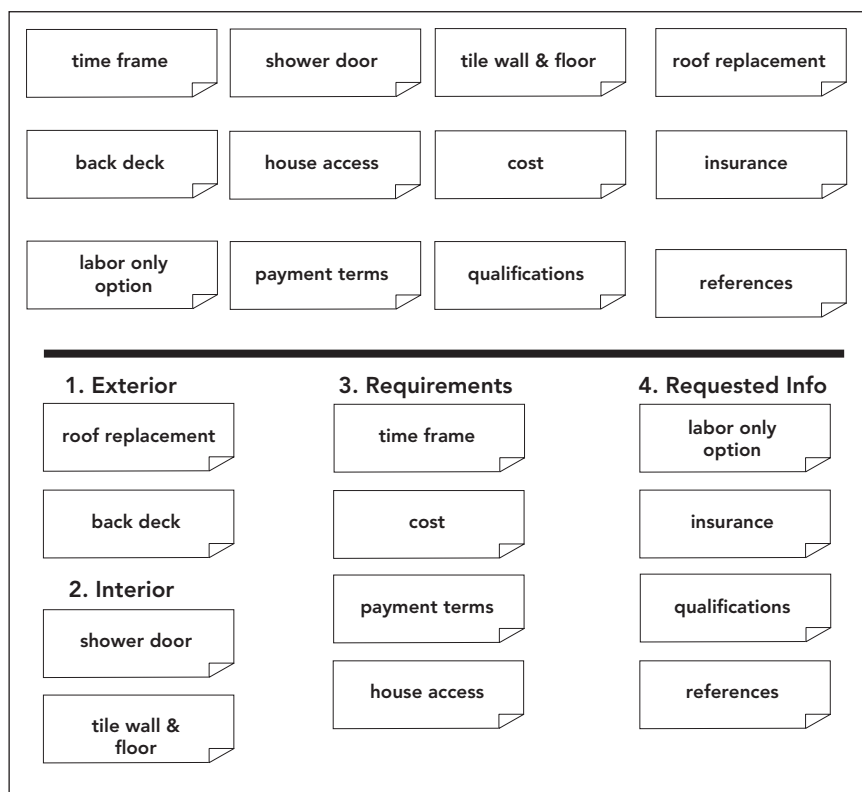 time frame
shower door
tile wall & floor
roof replacement
back deck
house access
cost
insurance
labor only
option
payment terms
qualifications
references
1. Exterior
roof replacement
back deck
2. Interior
shower door
tile wall &
floor
3. Requirements
time frame
cost
payment terms
house access
4. Requested Info
labor only
option
insurance
qualifications
references